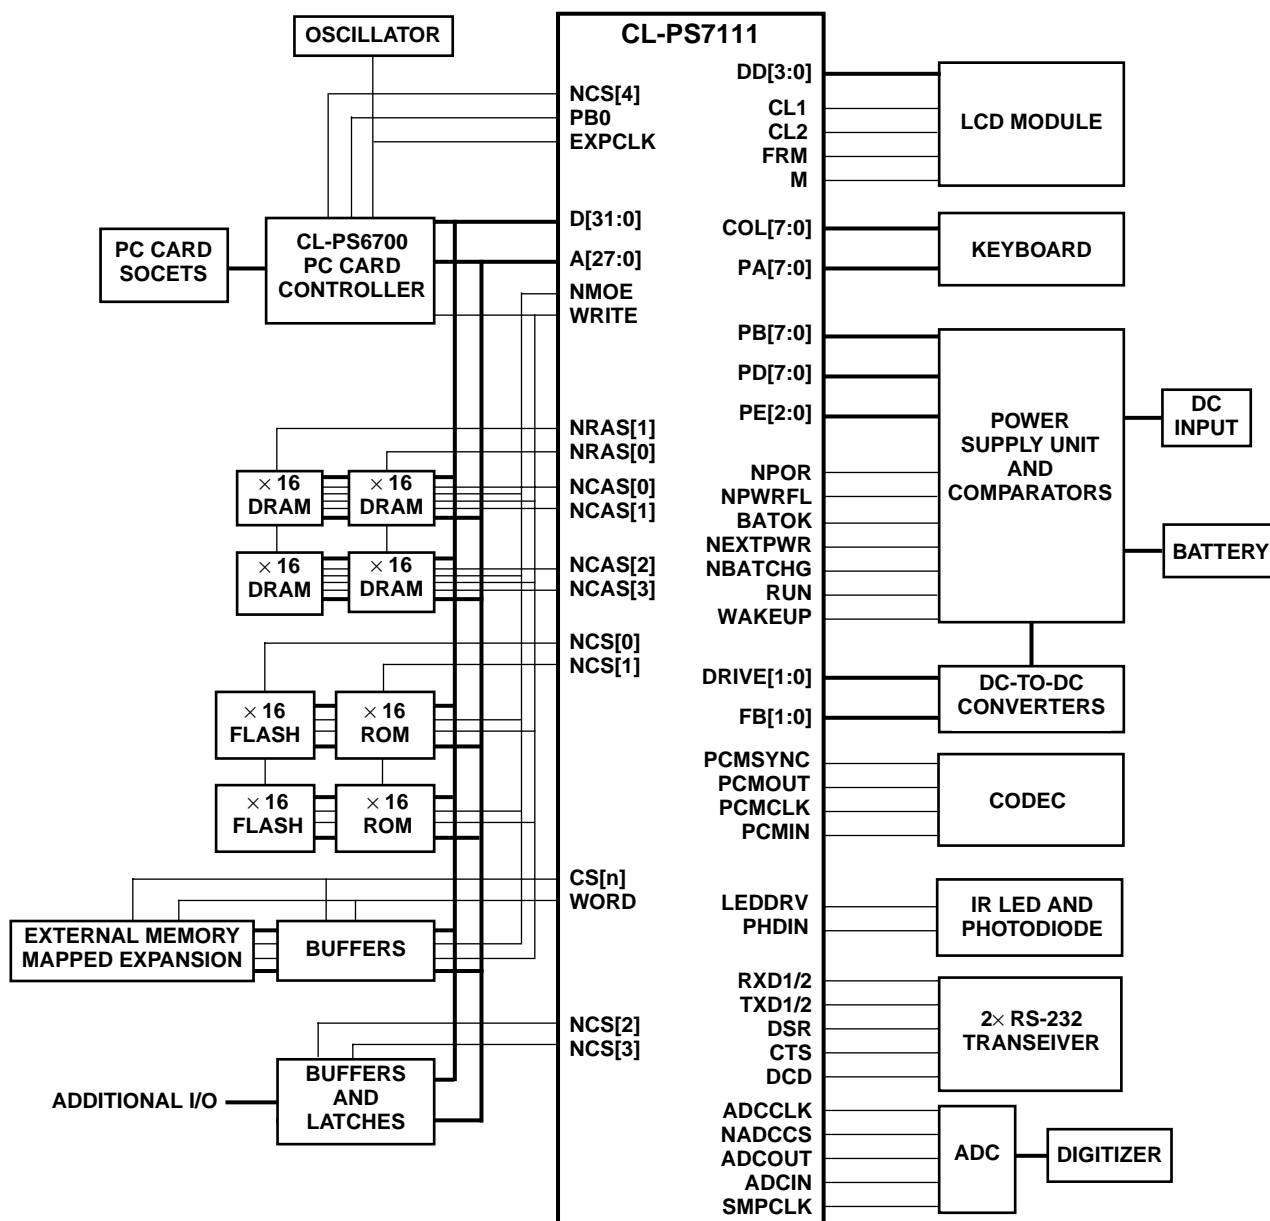 OSCILLATOR
CL-PS7111
NCS[4]
PB0
EXPCLK
D[31:0]
A[27:0]
NMOE
WRITE
PC CARD
SOCETS
CL-PS6700
PC CARD
CONTROLLER
NRAS[1]
NRAS[0]
NCAS[0]
NCAS[1]
NCAS[2]
NCAS[3]
× 16
DRAM
× 16
DRAM
× 16
DRAM
× 16
DRAM
NCS[0]
NCS[1]
× 16
FLASH
× 16
ROM
× 16
FLASH
× 16
ROM
CS[n]
WORD
EXTERNAL MEMORY
MAPPED EXPANSION
BUFFERS
NCS[2]
NCS[3]
ADDITIONAL I/O
BUFFERS
AND
LATCHES
DD[3:0]
CL1
CL2
FRM
M
LCD MODULE
COL[7:0]
PA[7:0]
KEYBOARD
PB[7:0]
PD[7:0]
PE[2:0]
NPOR
NPWRFL
BATOK
NEXTPWR
NBATCHG
RUN
WAKEUP
POWER
SUPPLY UNIT
AND
COMPARATORS
DC
INPUT
BATTERY
DRIVE[1:0]
FB[1:0]
DC-TO-DC
CONVERTERS
PCMSYNC
PCMOUT
PCMCLK
PCMIN
CODEC
LEDDRV
PHDIN
IR LED AND
PHOTODIODE
RXD1/2
TXD1/2
DSR
CTS
DCD
2× RS-232
TRANSEIVER
ADCCLK
NADCCS
ADCOUT
ADCIN
SMPCLK
ADC
DIGITIZER